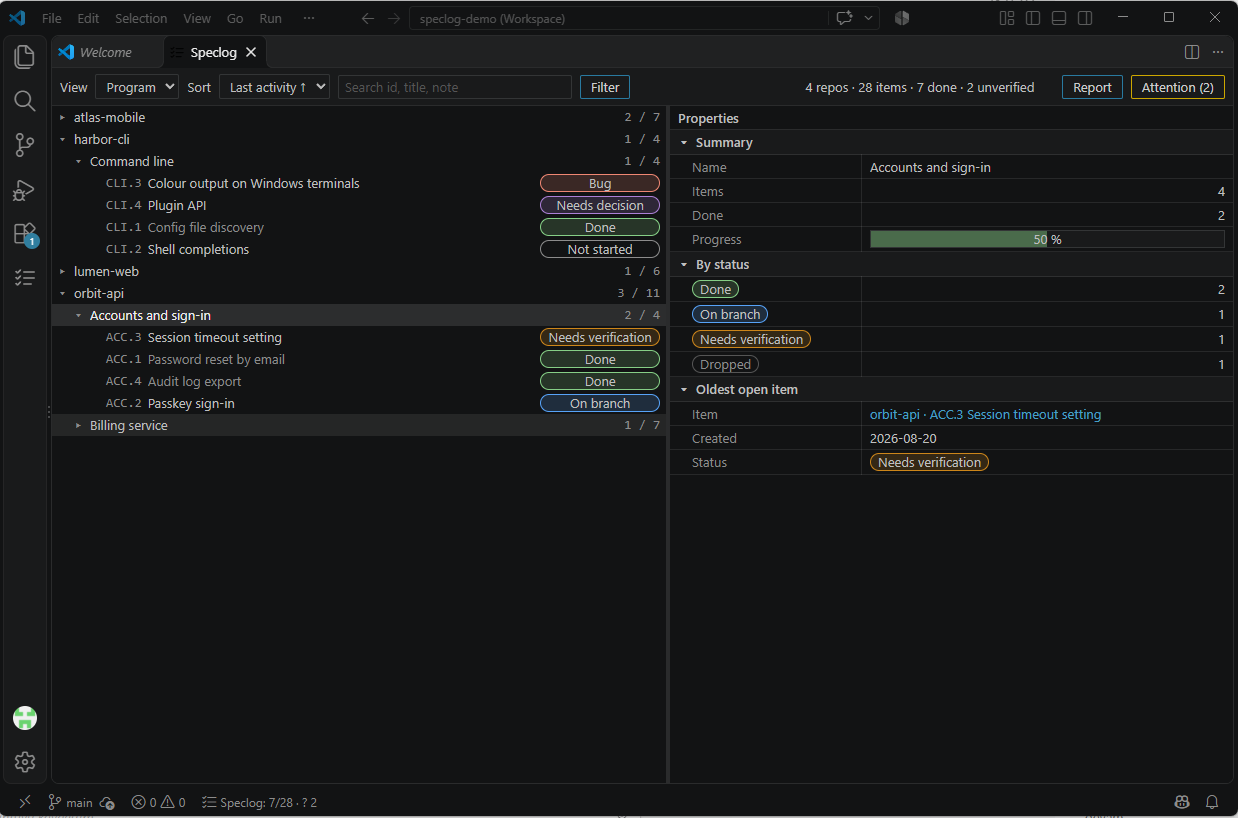 File Edit Selection View Go Run ··· speclog-demo (Workspace)
Welcome Speclog
View Program Sort Last activity ↑ Search id, title, note Filter 4 repos · 28 items · 7 done · 2 unverified Report Attention (2)
atlas-mobile 2 / 7
harbor-cli 1 / 4
Command line 1 / 4
CLI.3 Colour output on Windows terminals Bug
CLI.4 Plugin API Needs decision
CLI.1 Config file discovery Done
CLI.2 Shell completions Not started
lumen-web 1 / 6
orbit-api 3 / 11
Accounts and sign-in 2 / 4
ACC.3 Session timeout setting Needs verification
ACC.1 Password reset by email Done
ACC.4 Audit log export Done
ACC.2 Passkey sign-in On branch
Billing service 1 / 7
Properties
Summary
Name Accounts and sign-in
Items 4
Done 2
Progress 50 %
By status
Done 2
On branch 1
Needs verification 1
Dropped 1
Oldest open item
Item orbit-api · ACC.3 Session timeout setting
Created 2026-08-20
Status Needs verification
1
main 0 0 Speclog: 7/28 · ? 2